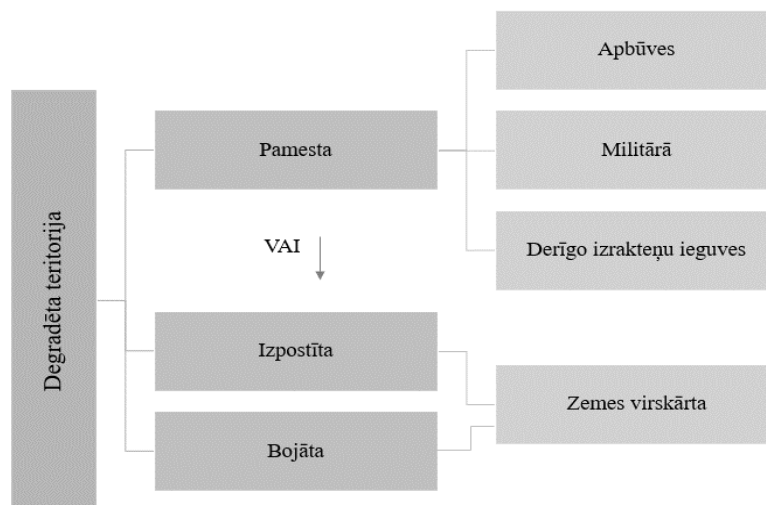 Degradēta teritorija
Pamesta
VAI
Izpostīta
Bojāta
Apbūves
Militārā
Derīgo izrakteņu ieguves
Zemes virskārta